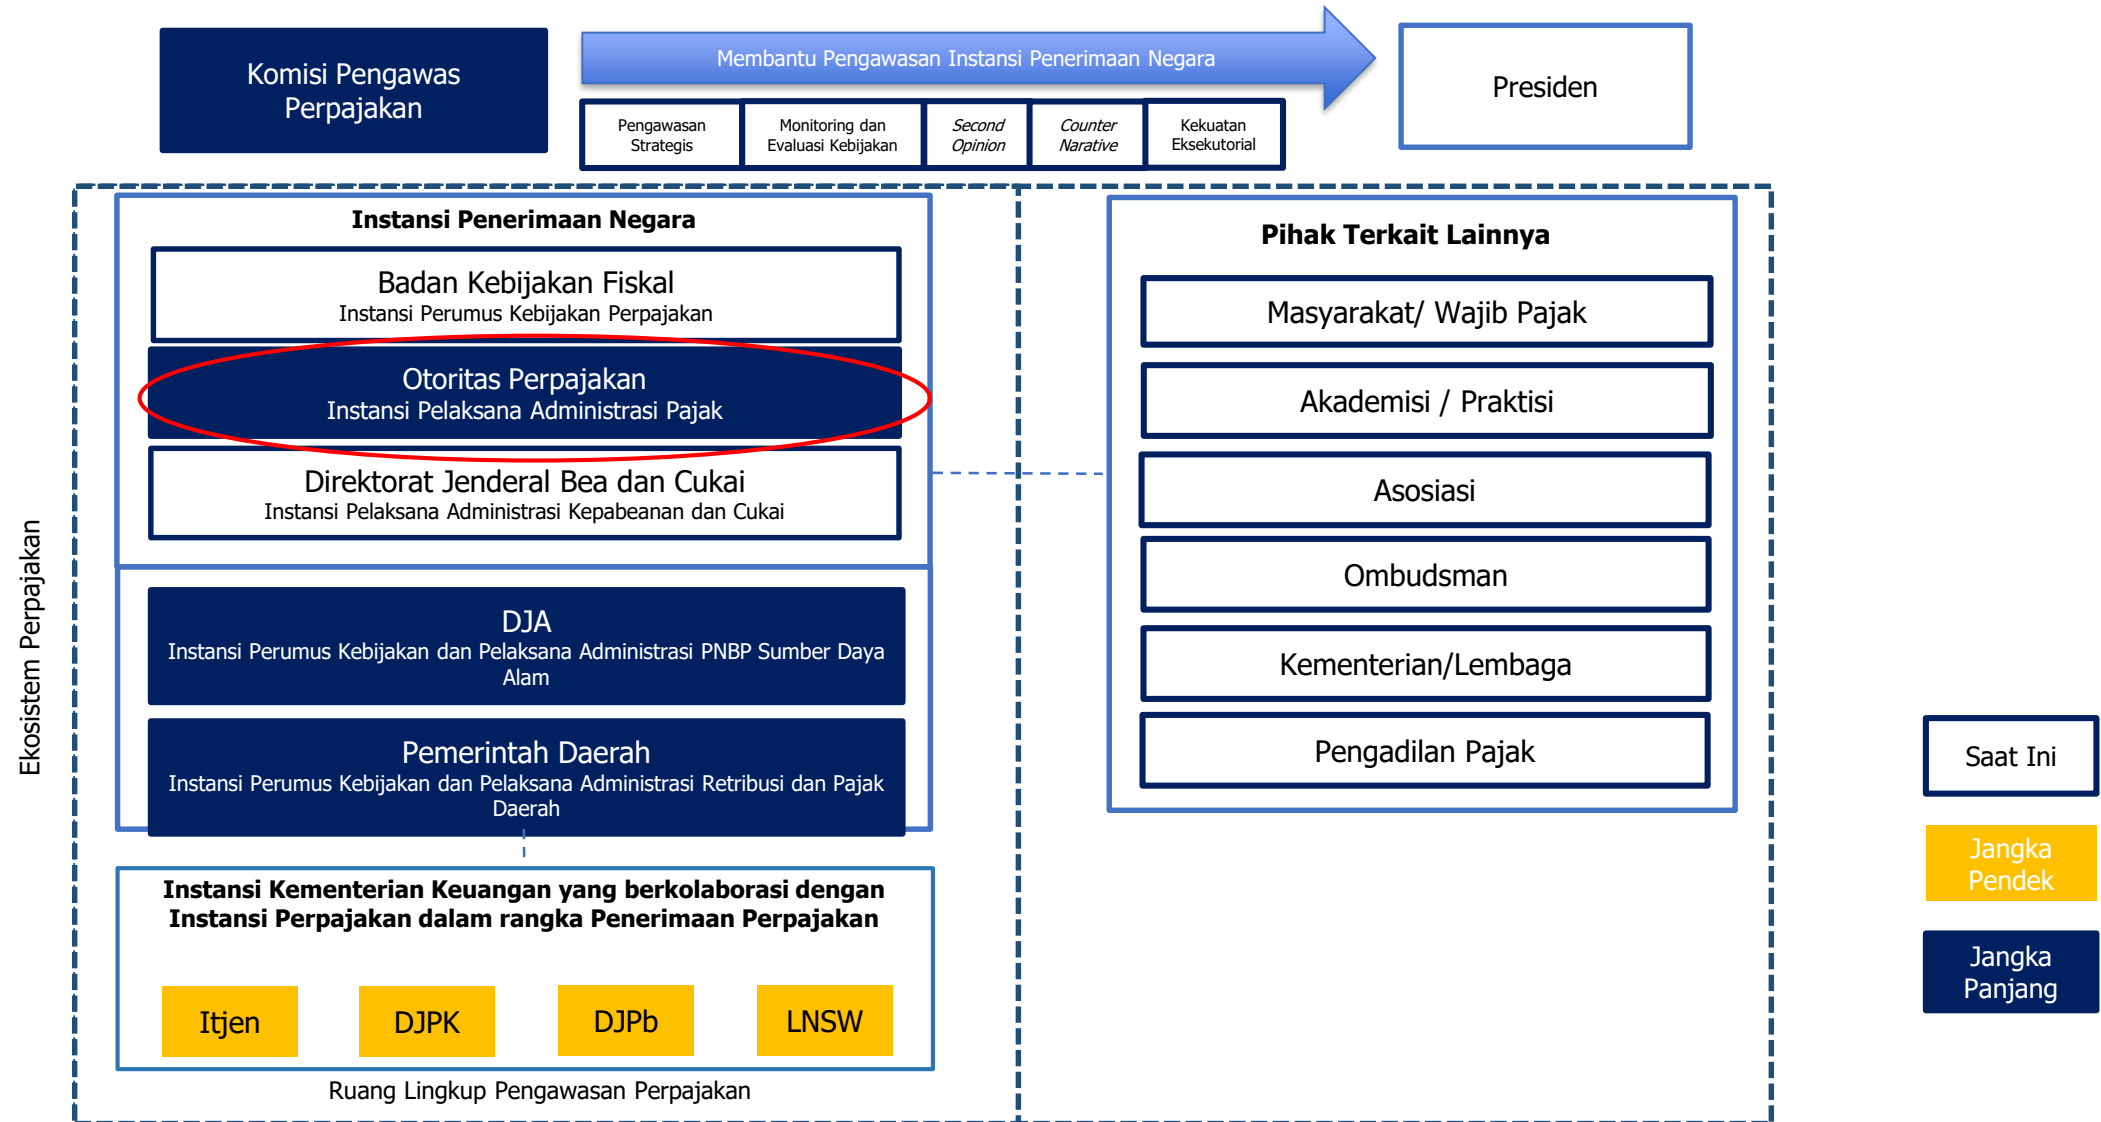 Komisi Pengawas
Perpajakan
Membantu Pengawasan Instansi Penerimaan Negara
Pengawasan
Strategis
Monitoring dan
Evaluasi Kebijakan
Second
Opinion
Counter
Narative
Kekuatan
Eksekutorial
Presiden
Ekosistem Perpajakan
Instansi Penerimaan Negara
Badan Kebijakan Fiskal
Instansi Perumus Kebijakan Perpajakan
Otoritas Perpajakan
Instansi Pelaksana Administrasi Pajak
Direktorat Jenderal Bea dan Cukai
Instansi Pelaksana Administrasi Kepabeanan dan Cukai
DJA
Instansi Perumus Kebijakan dan Pelaksana Administrasi PNBP Sumber Daya
Alam
Pemerintah Daerah
Instansi Perumus Kebijakan dan Pelaksana Administrasi Retribusi dan Pajak
Daerah
Instansi Kementerian Keuangan yang berkolaborasi dengan
Instansi Perpajakan dalam rangka Penerimaan Perpajakan
Itjen
DJPK
DJPb
LNSW
Ruang Lingkup Pengawasan Perpajakan
Pihak Terkait Lainnya
Masyarakat/ Wajib Pajak
Akademisi / Praktisi
Asosiasi
Ombudsman
Kementerian/Lembaga
Pengadilan Pajak
Saat Ini
Jangka
Pendek
Jangka
Panjang